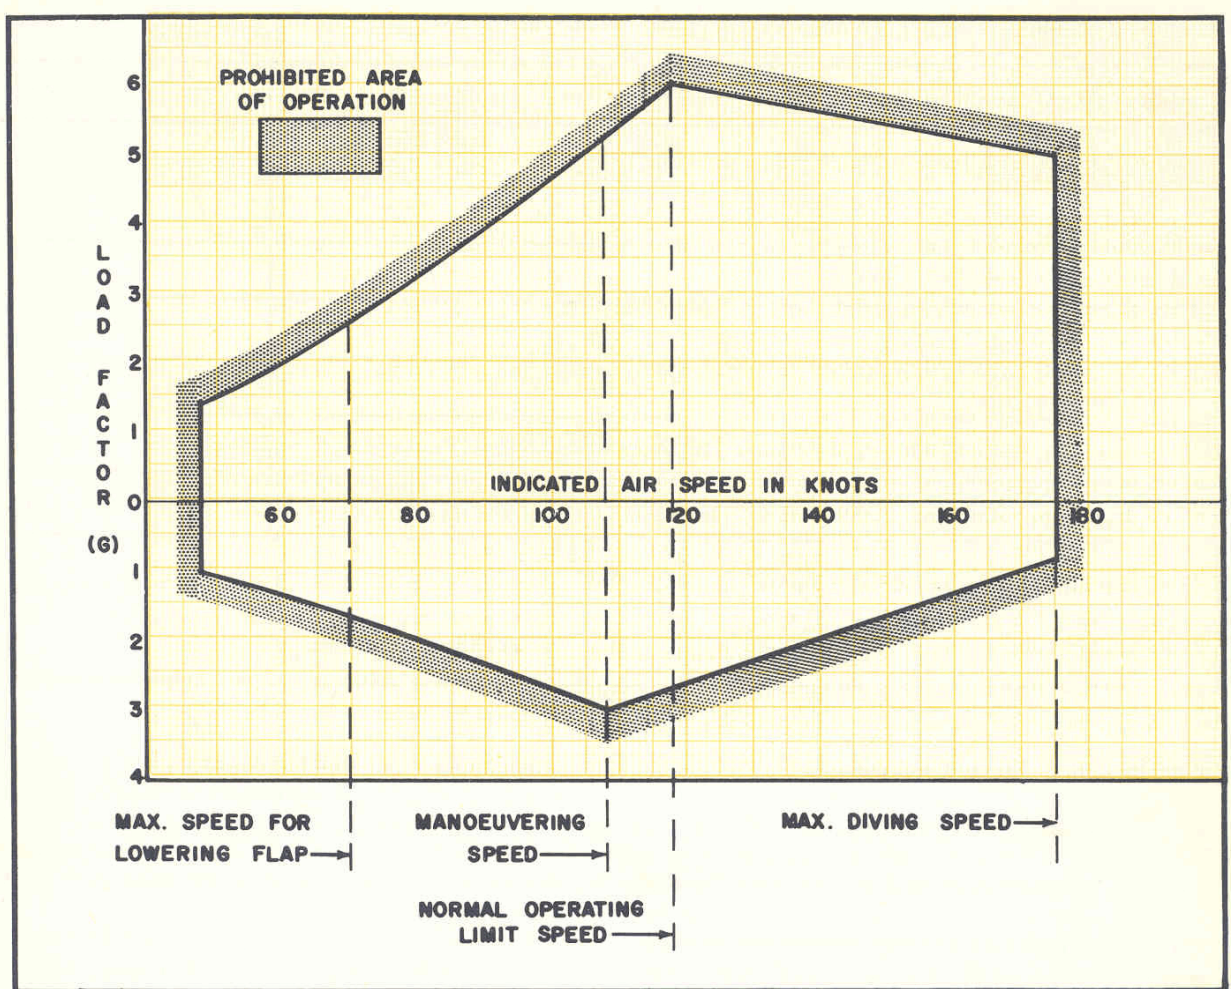 PROHIBITED AREA
OF OPERATION
6
5
4
3
2
1
0
1
2
3
4
LOAD FACTOR
(G)
INDICATED AIR SPEED IN KNOTS
60 80 100 120 140 160 180
MAX. SPEED FOR
LOWERING FLAP
MANOEUVERING
SPEED
MAX. DIVING SPEED
NORMAL OPERATING
LIMIT SPEED